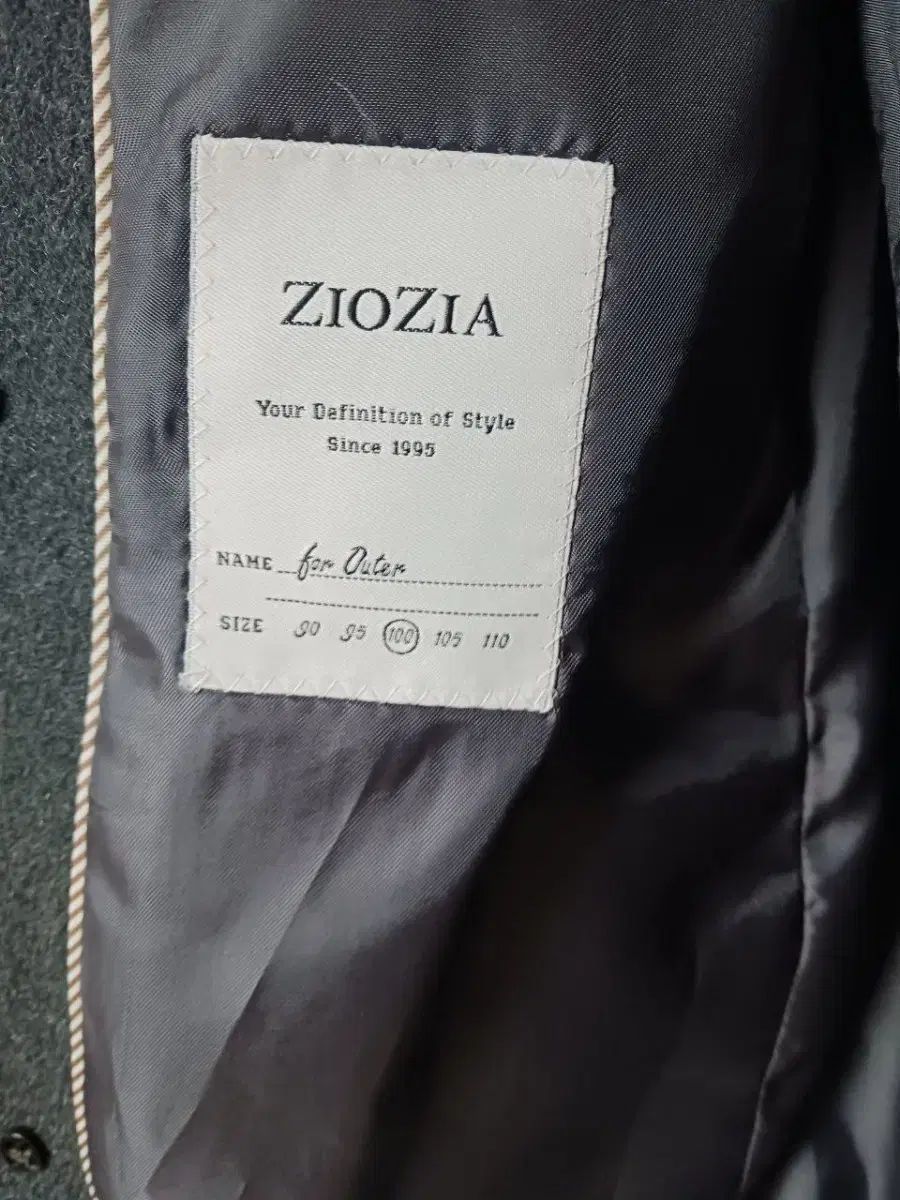 ZIOZIA
Your Definition of Style
Since 1995
NAME for Outer
SIZE 90 95 100 105 110